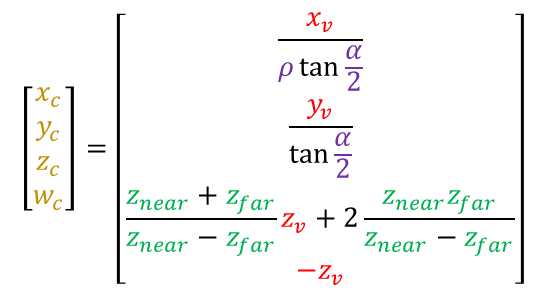 [x_c y_c z_c w_c] = [
x_v / (ρ tan α/2)
y_v / (tan α/2)
(z_near + z_far) / (z_near − z_far) z_v + 2 (z_near z_far) / (z_near − z_far)
−z_v ]